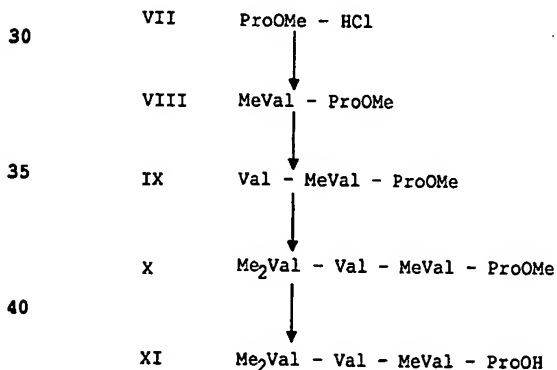 30 VII ProOMe - HCl
VIII MeVal - ProOMe
35 IX Val - MeVal - ProOMe
X Me2Val - Val - MeVal - ProOMe
40
XI Me2Val - Val - MeVal - ProOH